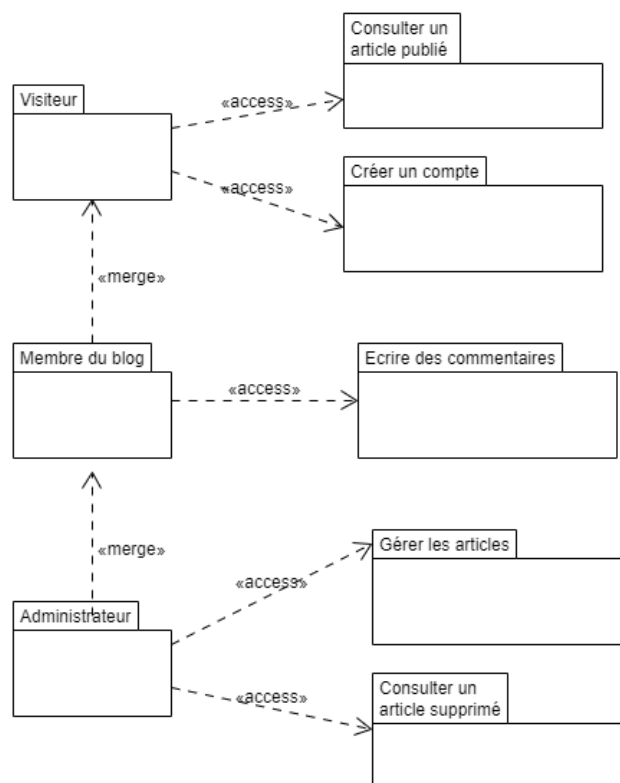 Consulter un
article publié
Visiteur
«access»
Créer un compte
«access»
«merge»
Membre du blog
Ecrire des commentaires
«access»
Gérer les articles
«merge»
«access»
Administrateur
Consulter un
article supprimé
«access»